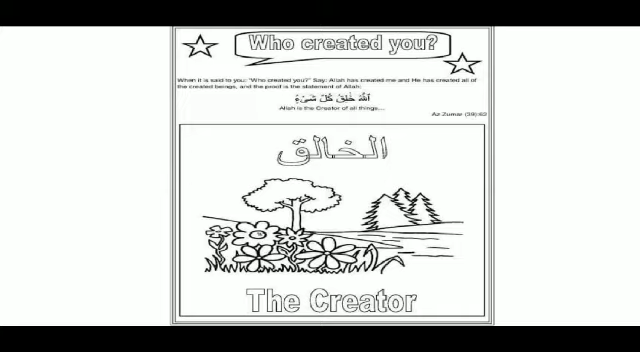 Who created you?
When it is said to you; "Who created you?" Say: Allah has created me and He has created all of
the created beings, and the proof is the statement of Allah:
اللَّهُ خَٰلِقُ كُلِّ شَىْءٍ
Allah is the Creator of all things...
Az Zumar (39):62
الخالق
The Creator